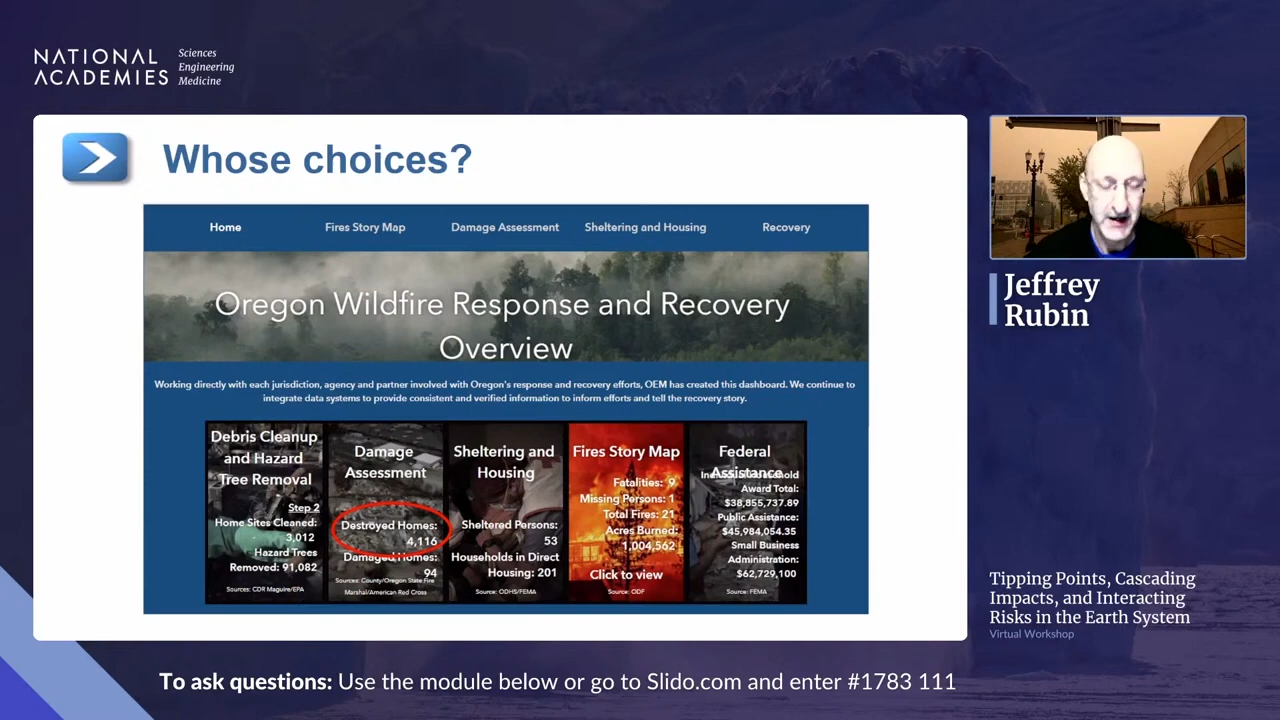 NATIONAL
ACADEMIES
Sciences
Engineering
Medicine
Whose choices?
Home
Fires Story Map
Damage Assessment
Sheltering and Housing
Recovery
Oregon Wildfire Response and Recovery
Overview
Working directly with each jurisdiction, agency and partner involved with Oregon's response and recovery efforts, OEM has created this dashboard. We continue to
integrate data systems to provide consistent and verified information to inform efforts and tell the recovery story.
Debris Cleanup
and Hazard
Tree Removal
Step 2
Home Sites Cleaned:
3,012
Hazard Trees
Removed: 91,082
Sources: CDR Maguire/EPA
Damage
Assessment
Destroyed Homes:
4,116
Damaged Homes:
94
Sources: County/Oregon State Fire
Marshal/American Red Cross
Sheltering and
Housing
Sheltered Persons:
53
Households in Direct
Housing: 201
Source: ODHS/FEMA
Fires Story Map
Fatalities: 9
Missing Persons: 1
Total Fires: 21
Acres Burned:
1,004,562
Click to view
Source: ODF
Federal
Assistance
Individual/Household
Award Total:
$38,855,737.89
Public Assistance:
$45,984,054.35
Small Business
Administration:
$62,729,100
Source: FEMA
Jeffrey
Rubin
Tipping Points, Cascading
Impacts, and Interacting
Risks in the Earth System
Virtual Workshop
To ask questions: Use the module below or go to Slido.com and enter #1783 111